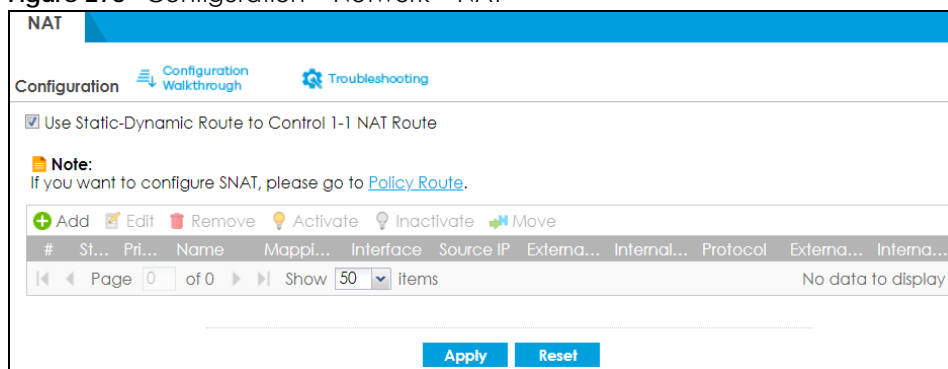 NAT
Configuration
Configuration
Walkthrough
Troubleshooting
Use Static-Dynamic Route to Control 1-1 NAT Route
Note:
If you want to configure SNAT, please go to Policy Route.
Add Edit Remove Activate Inactivate Move
# St... Pri... Name Mappi... Interface Source IP Externa... Internal... Protocol Externa... Interna...
Page 0 of 0 Show 50 items No data to display
Apply Reset